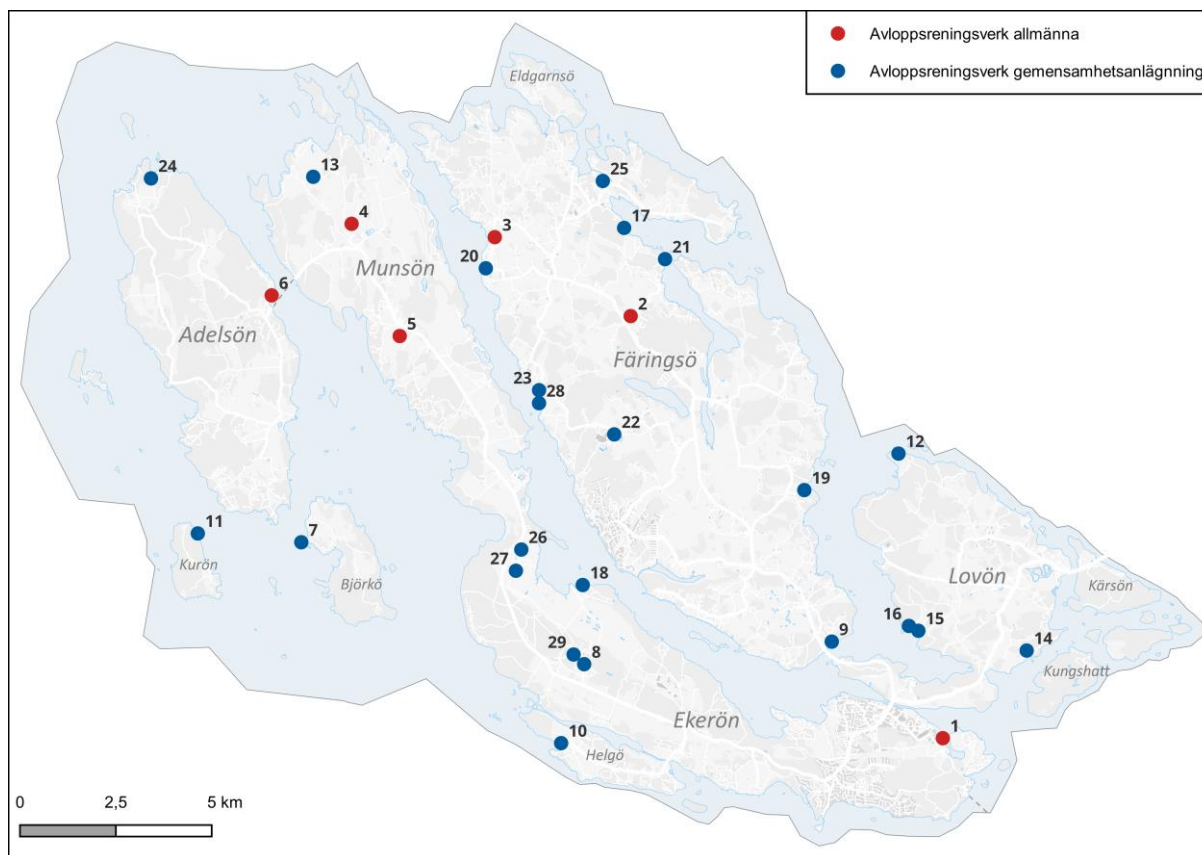 Avloppsreningsverk allmänna
Avloppsreningsverk gemensamhetsanlägnning
Eldgarnsö
24
13
25
4
3
17
20
21
Munsön
6
2
5
Adelsön
Färingsö
23
28
22
12
19
11
7
26
27
18
Kurön
Björkö
Lovön
Kärsön
16
15
9
14
29
8
Kungshatt
Ekerön
1
10
Helgö
0
2,5
5 km